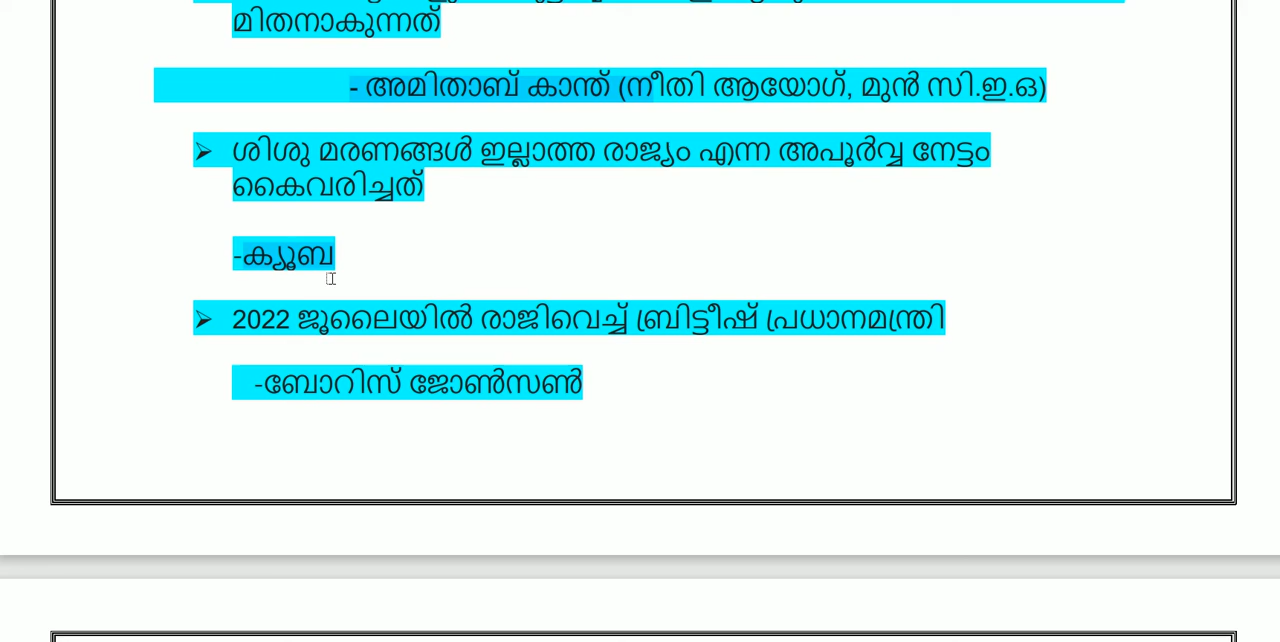 മിതനാകുന്നത്
- അമിതാബ് കാന്ത് (നീതി ആയോഗ്, മുൻ സി.ഇ.ഒ)
➢ ശിശു മരണങ്ങൾ ഇല്ലാത്ത രാജ്യം എന്ന അപൂർവ്വ നേട്ടം
കൈവരിച്ചത്
-ക്യൂബ
➢ 2022 ജൂലൈയിൽ രാജിവെച്ച് ബ്രിട്ടീഷ് പ്രധാനമന്ത്രി
-ബോറിസ് ജോൺസൺ